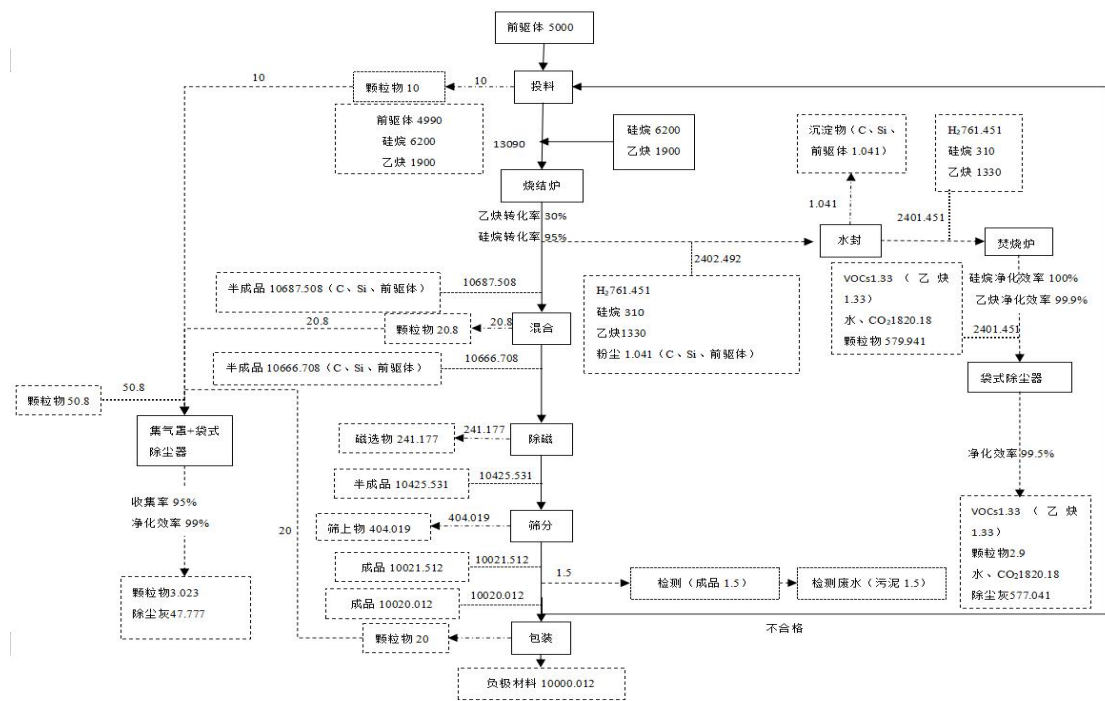 前驱体 5000
10
颗粒物 10
10
投料
前驱体 4990
硅烷 6200
乙炔 1900
13090
硅烷 6200
乙炔 1900
沉淀物（C、Si、
前驱体 1.041）
H₂761.451
硅烷 310
乙炔 1330
烧结炉
1.041
2401.451
乙炔转化率 30%
硅烷转化率 95%
水封
焚烧炉
2402.492
半成品 10687.508（C、Si、前驱体）
10687.508
H₂761.451
硅烷 310
乙炔1330
粉尘 1.041（C、Si、前驱体）
VOCs1.33（乙炔
1.33）
水、CO₂1820.18
颗粒物 579.941
硅烷净化效率 100%
乙炔净化效率 99.9%
2401.451
20.8
颗粒物 20.8
20.8
混合
半成品 10666.708（C、Si、前驱体）
10666.708
袋式除尘器
颗粒物 50.8
50.8
集气罩+袋式
除尘器
磁选物 241.177
241.177
除磁
净化效率 99.5%
半成品 10425.531
10425.531
收集率 95%
净化效率 99%
20
筛上物 404.019
404.019
筛分
VOCs1.33（乙炔
1.33）
颗粒物2.9
水、CO₂1820.18
除尘灰577.041
成品 10021.512
10021.512
1.5
检测（成品 1.5）
检测废水（污泥 1.5）
颗粒物3.023
除尘灰47.777
成品 10020.012
10020.012
不合格
颗粒物 20
包装
负极材料 10000.012